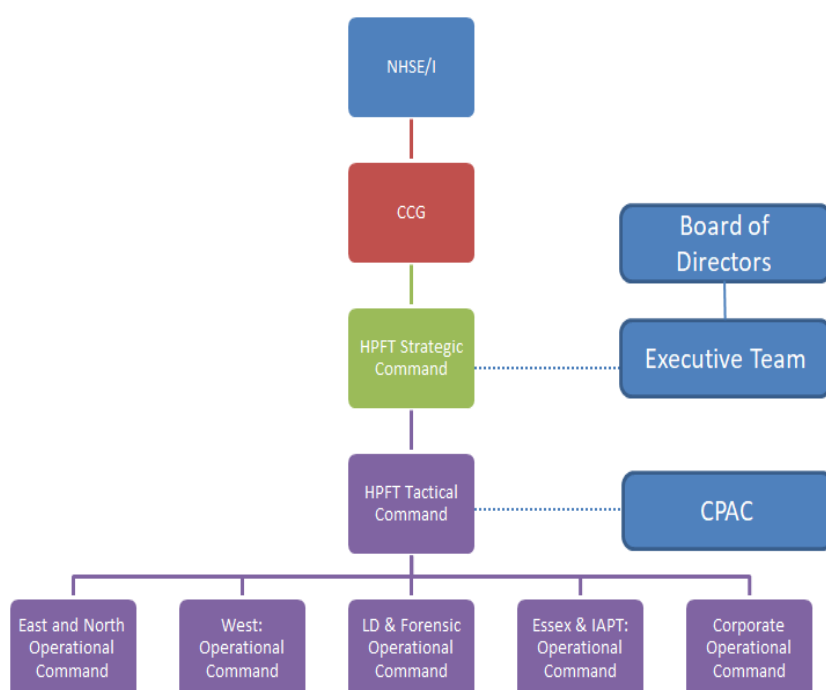 NHSE/I
CCG
Board of
Directors
HPFT Strategic
Command
Executive Team
HPFT Tactical
Command
CPAC
East and North
Operational
Command
West:
Operational
Command
LD & Forensic
Operational
Command
Essex & IAPT:
Operational
Command
Corporate
Operational
Command